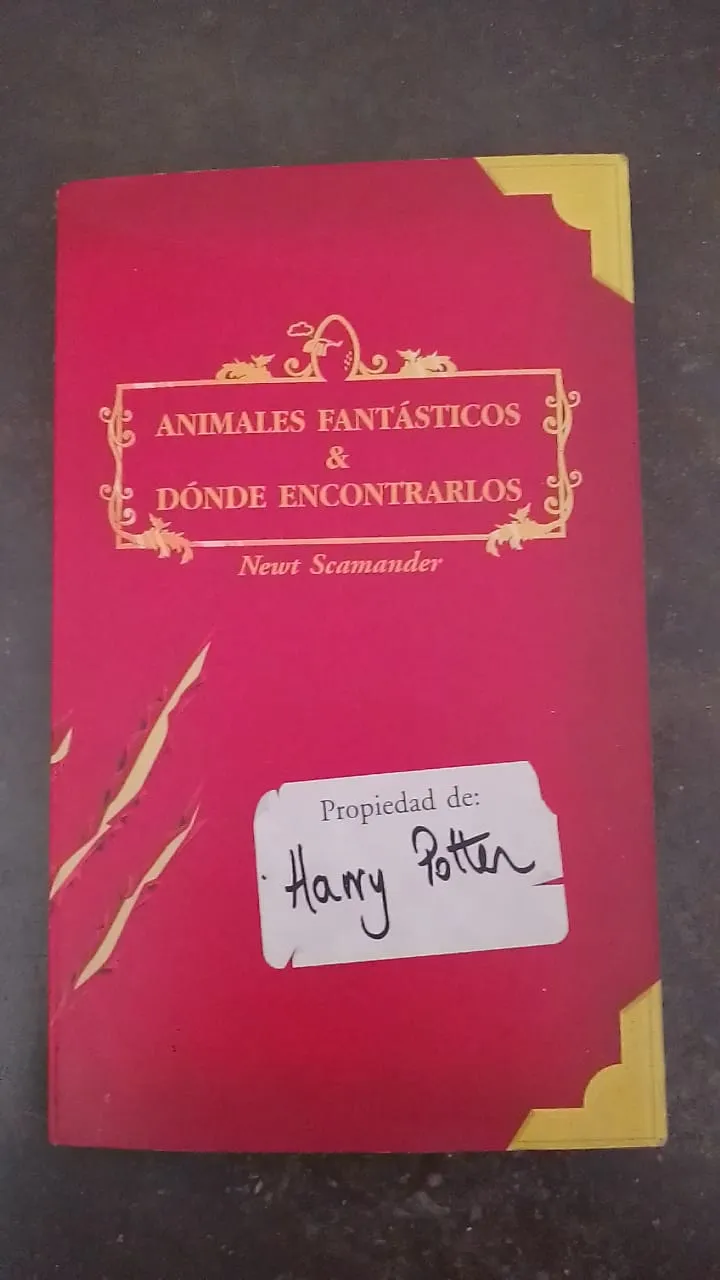 ANIMALES FANTÁSTICOS
&
DÓNDE ENCONTRARLOS
Newt Scamander
Propiedad de:
Harry Potter